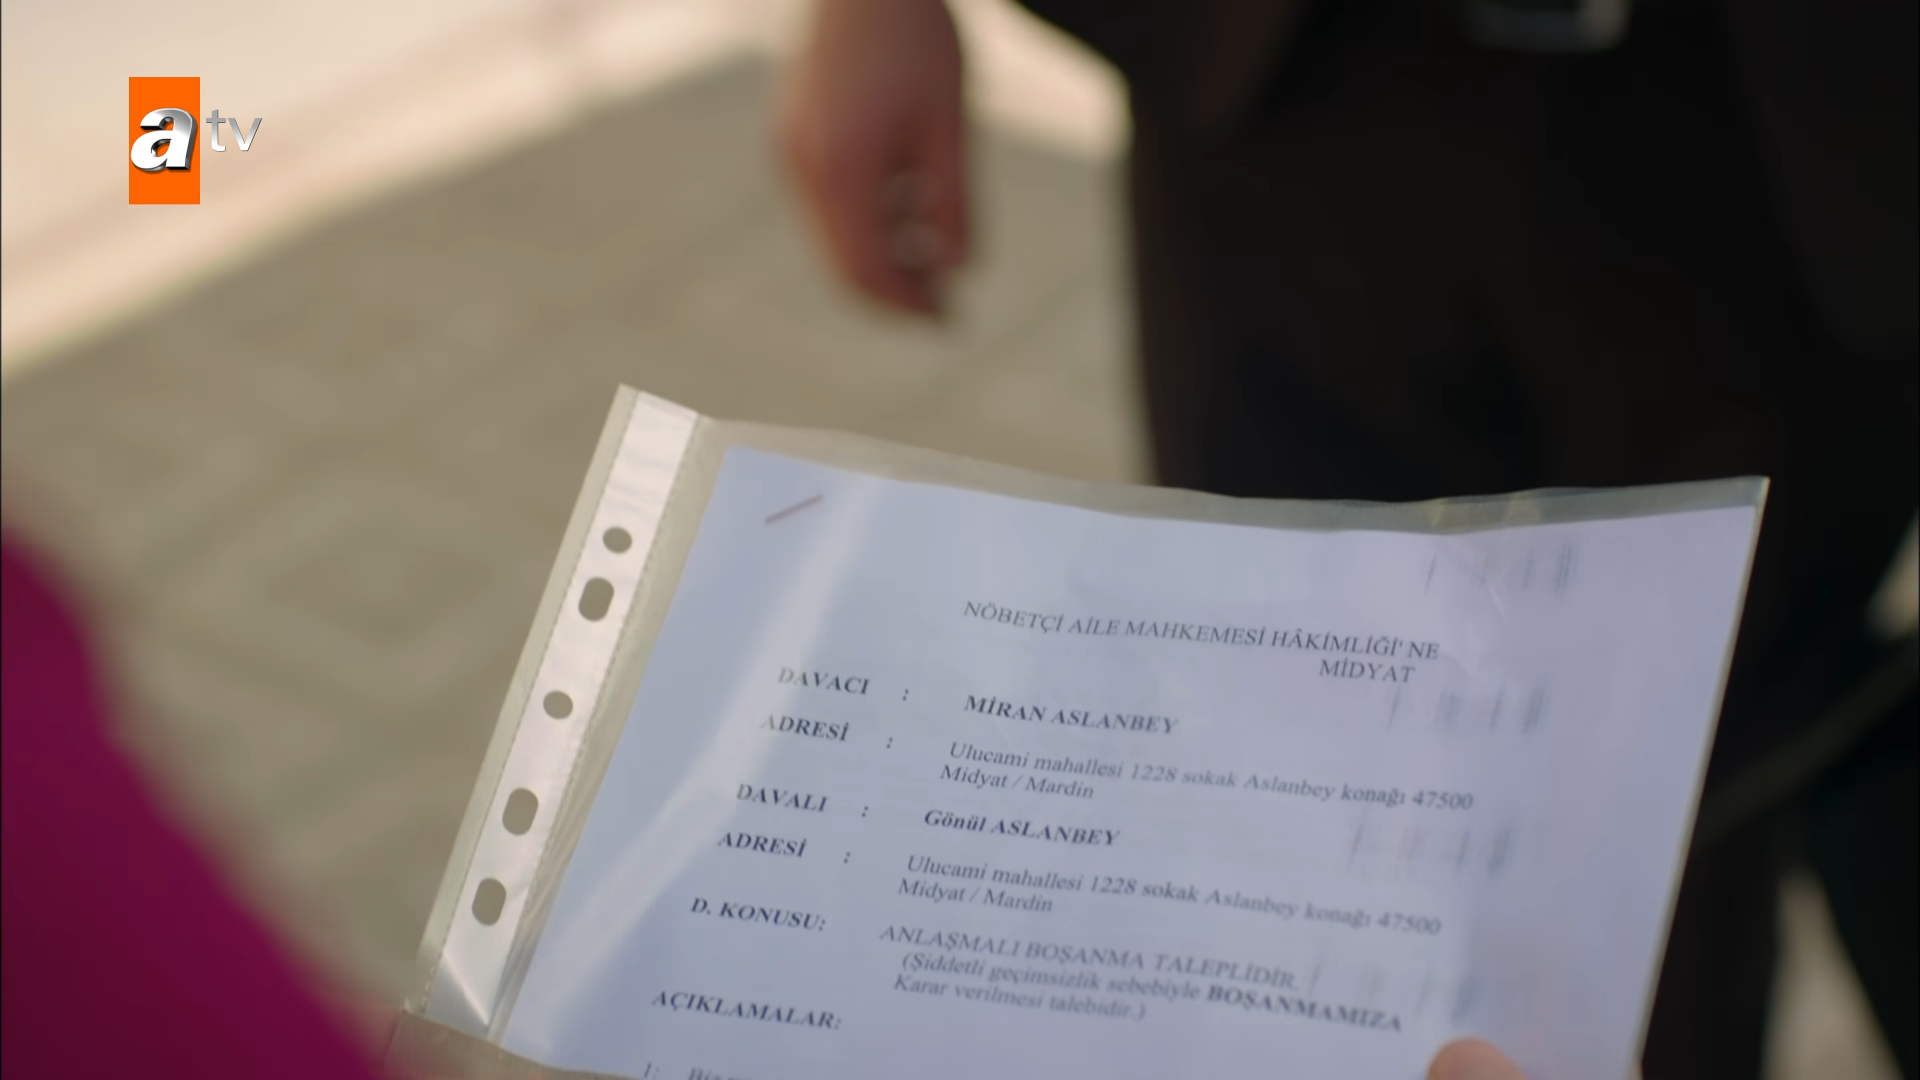 atv
NÖBETÇİ AİLE MAHKEMESİ HÂKİMLİĞİ' NE
MİDYAT
DAVACI : MİRAN ASLANBEY
ADRESİ : Ulucami mahallesi 1228 sokak Aslanbey konağı 47500
Midyat / Mardin
DAVALI : Gönül ASLANBEY
ADRESİ : Ulucami mahallesi 1228 sokak Aslanbey konağı 47500
Midyat / Mardin
D. KONUSU: ANLAŞMALI BOŞANMA TALEPLİDİR.
(Şiddetli geçimsizlik sebebiyle BOŞANMAMIZA
Karar verilmesi talebidir.)
AÇIKLAMALAR:
1: